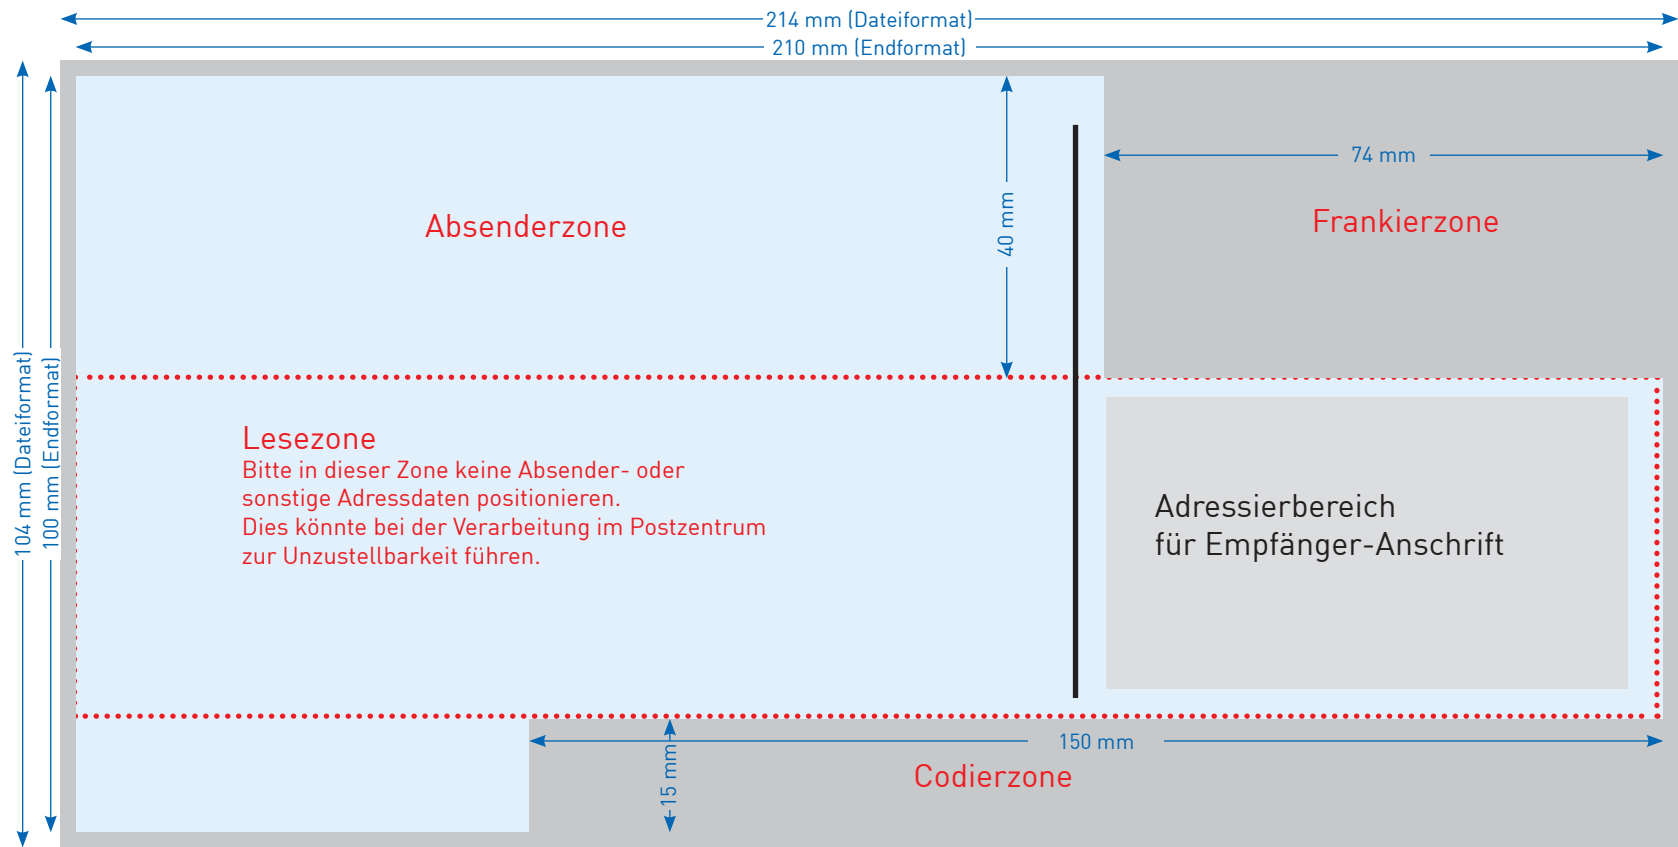 214 mm (Dateiformat)
210 mm (Endformat)
74 mm
Absenderzone
40 mm
Frankierzone
104 mm (Dateiformat)
100 mm (Endformat)
Lesezone
Bitte in dieser Zone keine Absender- oder
sonstige Adressdaten positionieren.
Dies könnte bei der Verarbeitung im Postzentrum
zur Unzustellbarkeit führen.
Adressierbereich
für Empfänger-Anschrift
150 mm
15 mm
Codierzone